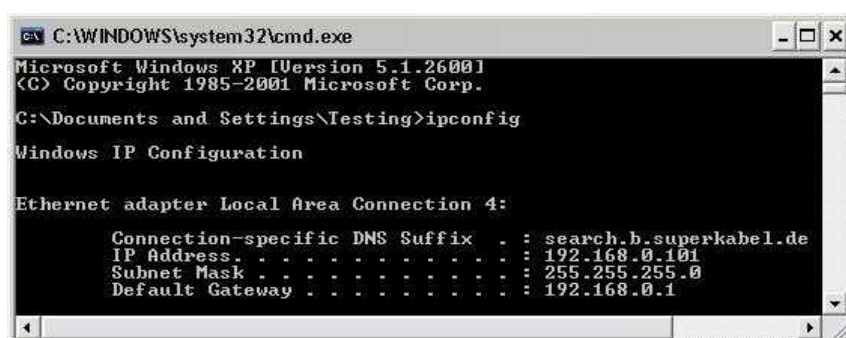 C:\WINDOWS\system32\cmd.exe
Microsoft Windows XP [Version 5.1.2600]
(C) Copyright 1985-2001 Microsoft Corp.
C:\Documents and Settings\Testing>ipconfig
Windows IP Configuration
Ethernet adapter Local Area Connection 4:
Connection-specific DNS Suffix . : search.b.superkabel.de
IP Address. . . . . . . . . . . . : 192.168.0.101
Subnet Mask . . . . . . . . . . . : 255.255.255.0
Default Gateway . . . . . . . . . : 192.168.0.1